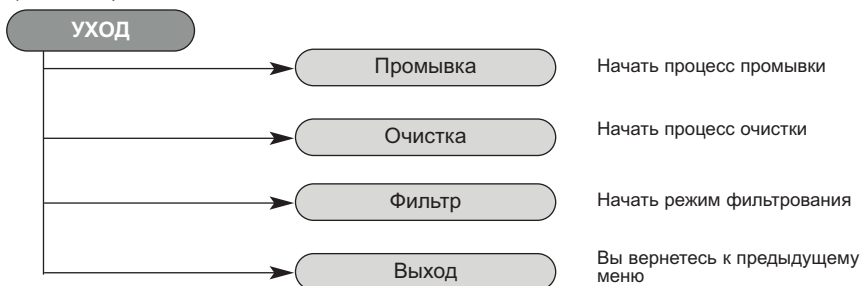 УХОД
Промывка
Начать процесс промывки
Очистка
Начать процесс очистки
Фильтр
Начать режим фильтрования
Выход
Вы вернетесь к предыдущему
меню